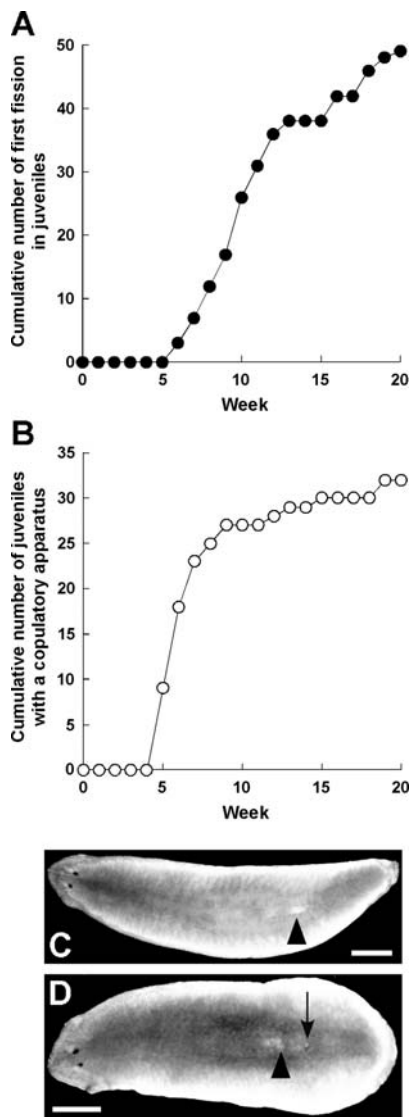 A
Cumulative number of first fission
in juveniles
50
40
30
20
10
0
0 5 10 15 20
Week
B
Cumulative number of juveniles
with a copulatory apparatus
35
30
25
20
15
10
5
0
0 5 10 15 20
Week
C
D